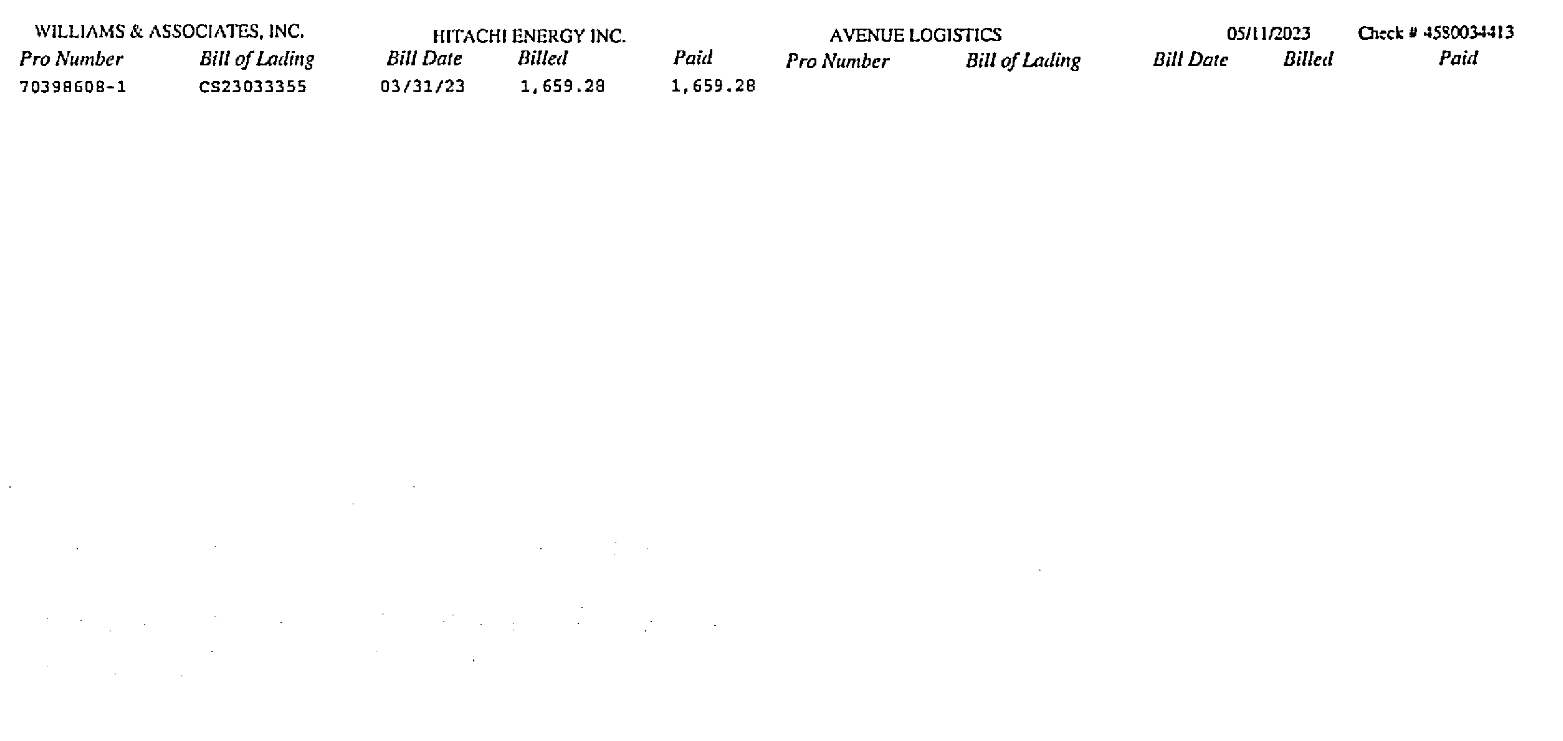 WILLIAMS & ASSOCIATES, INC. HITACHI ENERGY INC. AVENUE LOGISTICS 05/11/2023 Check # 4580034413
Pro Number Bill of Lading Bill Date Billed Paid Pro Number Bill of Lading Bill Date Billed Paid
70398608-1 CS23033355 03/31/23 1,659.28 1,659.28